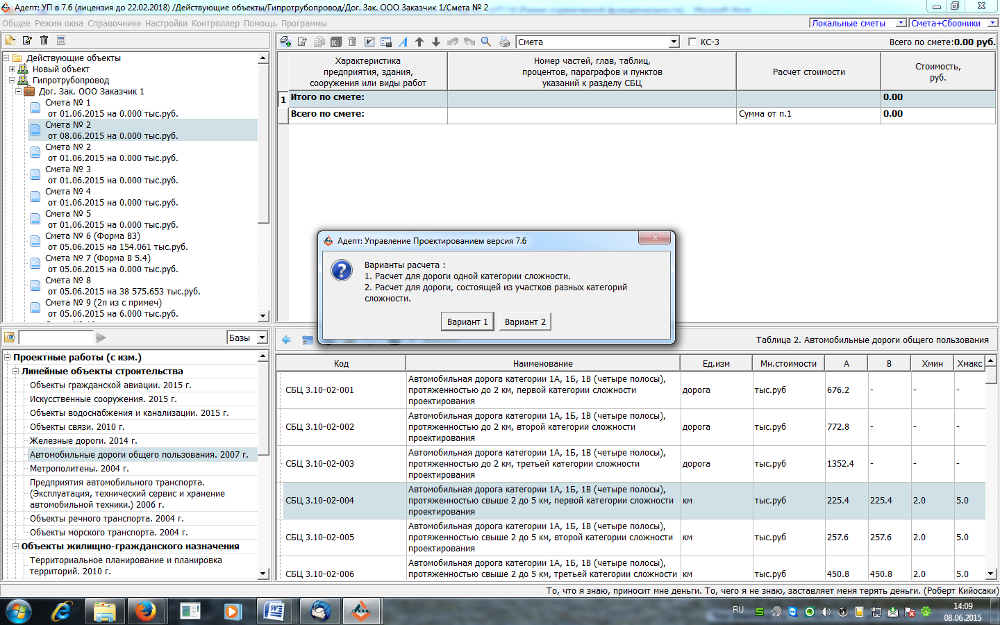 Адепт: УП в 7.6 (лицензия до 22.02.2018) /Действующие объекты/Гипротрубопровод/Дог. Зак. ООО Заказчик 1/Смета № 2
Общее Режим окна Справочники Настройки Контроллер Помощь Программы
Локальные сметы
Смета+Сборники
Смета
КС-3
Всего по смете:0.00 руб.
Действующие объекты
Новый объект
Гипротрубопровод
Дог. Зак. ООО Заказчик 1
Смета № 1
от 01.06.2015 на 0.000 тыс.руб.
Смета № 2
от 08.06.2015 на 0.000 тыс.руб.
Смета № 2
от 01.06.2015 на 0.000 тыс.руб.
Смета № 3
от 01.06.2015 на 0.000 тыс.руб.
Смета № 4
от 01.06.2015 на 0.000 тыс.руб.
Смета № 5
от 01.06.2015 на 0.000 тыс.руб.
Смета № 6 (Форма В3)
от 05.06.2015 на 154.061 тыс.руб.
Смета № 7 (Форма В 5.4)
от 05.06.2015 на 0.000 тыс.руб.
Смета № 8
от 05.06.2015 на 38 575.653 тыс.руб.
Смета № 9 (2п из с примеч)
от 05.06.2015 на 6.000 тыс.руб.
Характеристика
предприятия, здания,
сооружения или виды работ
Номер частей, глав, таблиц,
процентов, параграфов и пунктов
указаний к разделу СБЦ
Расчет стоимости
Стоимость,
руб.
1 Итого по смете: 0.00
Всего по смете: Сумма от п.1 0.00
Адепт: Управление Проектированием версия 7.6
Варианты расчета :
1. Расчет для дороги одной категории сложности.
2. Расчет для дороги, состоящей из участков разных категорий
сложности.
Вариант 1
Вариант 2
Базы
Проектные работы (с изм.)
Линейные объекты строительства
Объекты гражданской авиации. 2015 г.
Искусственные сооружения. 2015 г.
Объекты водоснабжения и канализации. 2015 г.
Объекты связи. 2010 г.
Железные дороги. 2014 г.
Автомобильные дороги общего пользования. 2007 г.
Метрополитены. 2004 г.
Предприятия автомобильного транспорта.
(Эксплуатация, технический сервис и хранение
автомобильной техники.) 2006 г.
Объекты речного транспорта. 2004 г.
Объекты морского транспорта. 2004 г.
Объекты жилищно-гражданского назначения
Территориальное планирование и планировка
территорий. 2010 г.
Таблица 2. Автомобильные дороги общего пользования
Код Наименование Ед.изм Мн.стоимости A B Xмин Xмакс
Автомобильная дорога категории 1А, 1Б, 1В (четыре полосы),
СБЦ 3.10-02-001 протяженностью до 2 км, первой категории сложности дорога тыс.руб 676.2 - - -
проектирования
Автомобильная дорога категории 1А, 1Б, 1В (четыре полосы),
СБЦ 3.10-02-002 протяженностью до 2 км, второй категории сложности дорога тыс.руб 772.8 - - -
проектирования
Автомобильная дорога категории 1А, 1Б, 1В (четыре полосы),
СБЦ 3.10-02-003 протяженностью до 2 км, третьей категории сложности дорога тыс.руб 1352.4 - - -
проектирования
Автомобильная дорога категории 1А, 1Б, 1В (четыре полосы),
СБЦ 3.10-02-004 протяженностью свыше 2 до 5 км, первой категории сложности км тыс.руб 225.4 225.4 2.0 5.0
проектирования
Автомобильная дорога категории 1А, 1Б, 1В (четыре полосы),
СБЦ 3.10-02-005 протяженностью свыше 2 до 5 км, второй категории сложности км тыс.руб 257.6 257.6 2.0 5.0
проектирования
Автомобильная дорога категории 1А, 1Б, 1В (четыре полосы),
СБЦ 3.10-02-006 протяженностью свыше 2 до 5 км, третьей категории сложности км тыс.руб 450.8 450.8 2.0 5.0
То, что я знаю, приносит мне деньги. То, чего я не знаю, заставляет меня терять деньги. (Роберт Кийосаки)
RU
14:09
08.06.2015